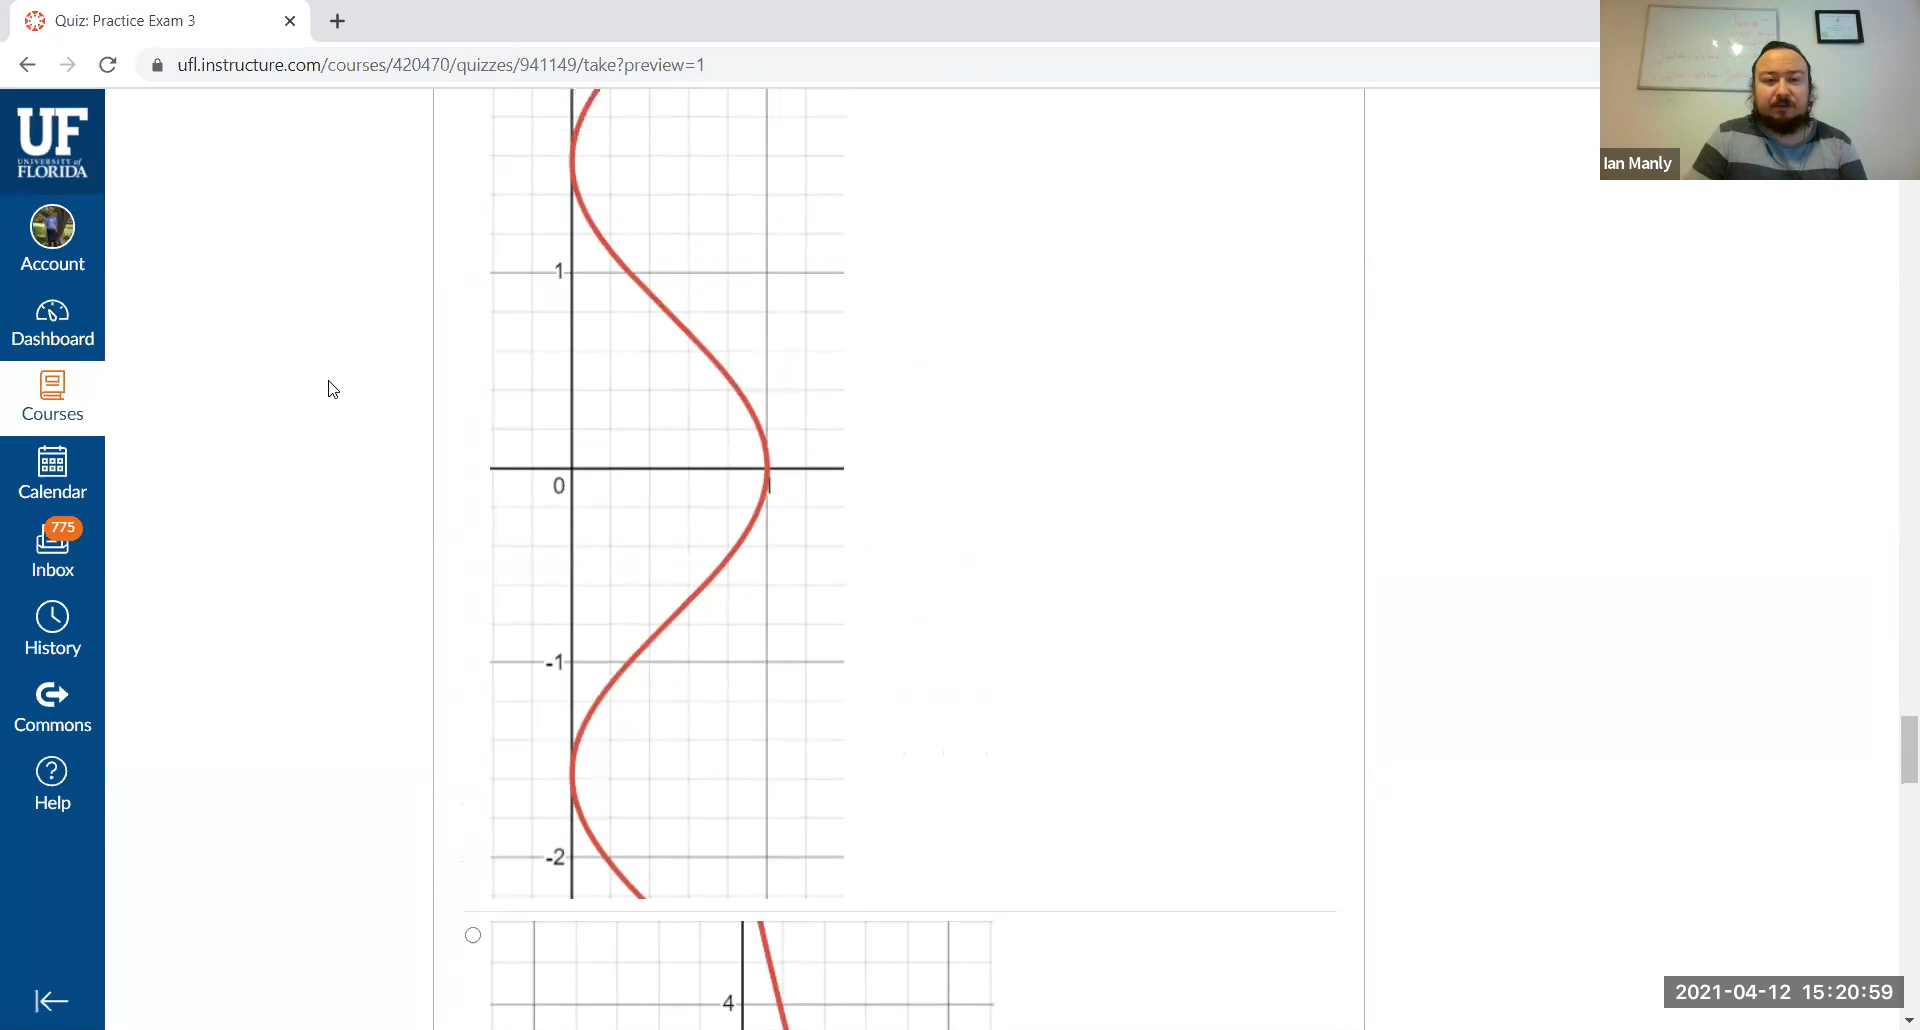 Quiz: Practice Exam 3
ufl.instructure.com/courses/420470/quizzes/941149/take?preview=1
UF
UNIVERSITY of
FLORIDA
Account
Dashboard
Courses
Calendar
775
Inbox
History
Commons
Help
1
0
1
-1
-2
4
Ian Manly
2021-04-12 15:20:59